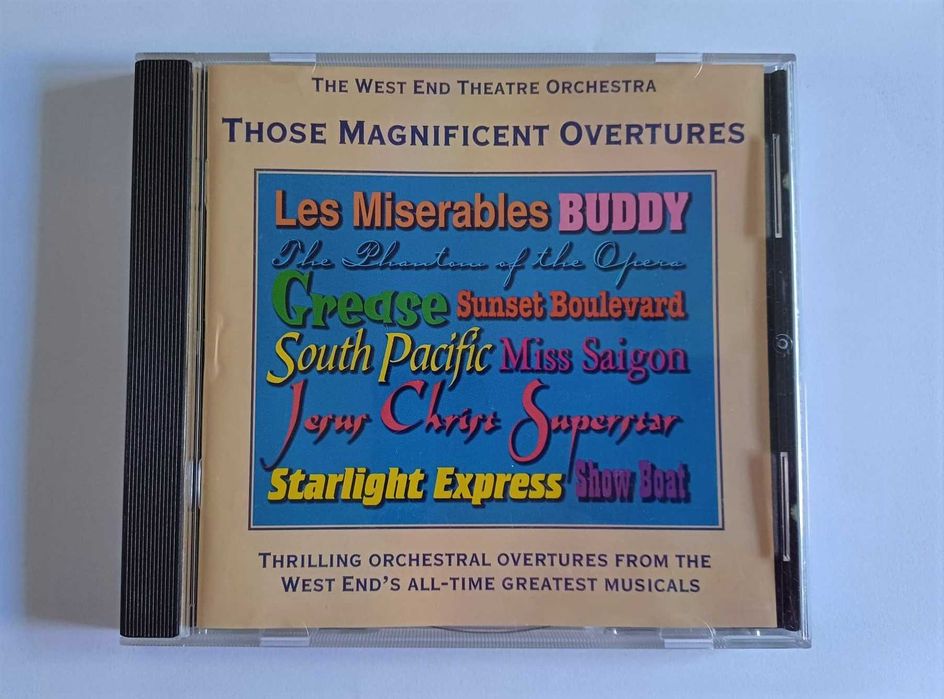 The West End Theatre Orchestra
Those Magnificent Overtures
Les Miserables BUDDY
The Phantom of the Opera
Grease Sunset Boulevard
South Pacific Miss Saigon
Jesus Christ Superstar
Starlight Express Show Boat
Thrilling orchestral overtures from the
West End's all-time greatest musicals